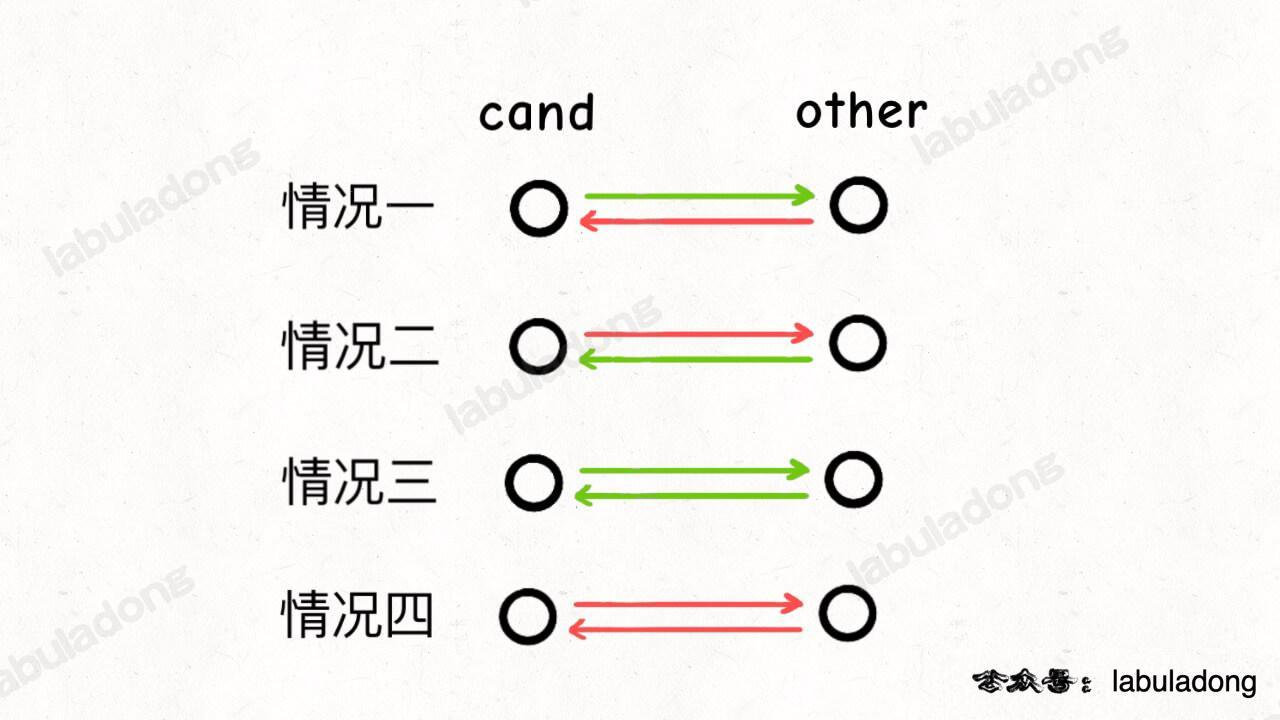 labuladong
cand other
labuladong
情况一
labuladong
情况二
labuladong
情况三
labuladong
情况四
公众号：labuladong